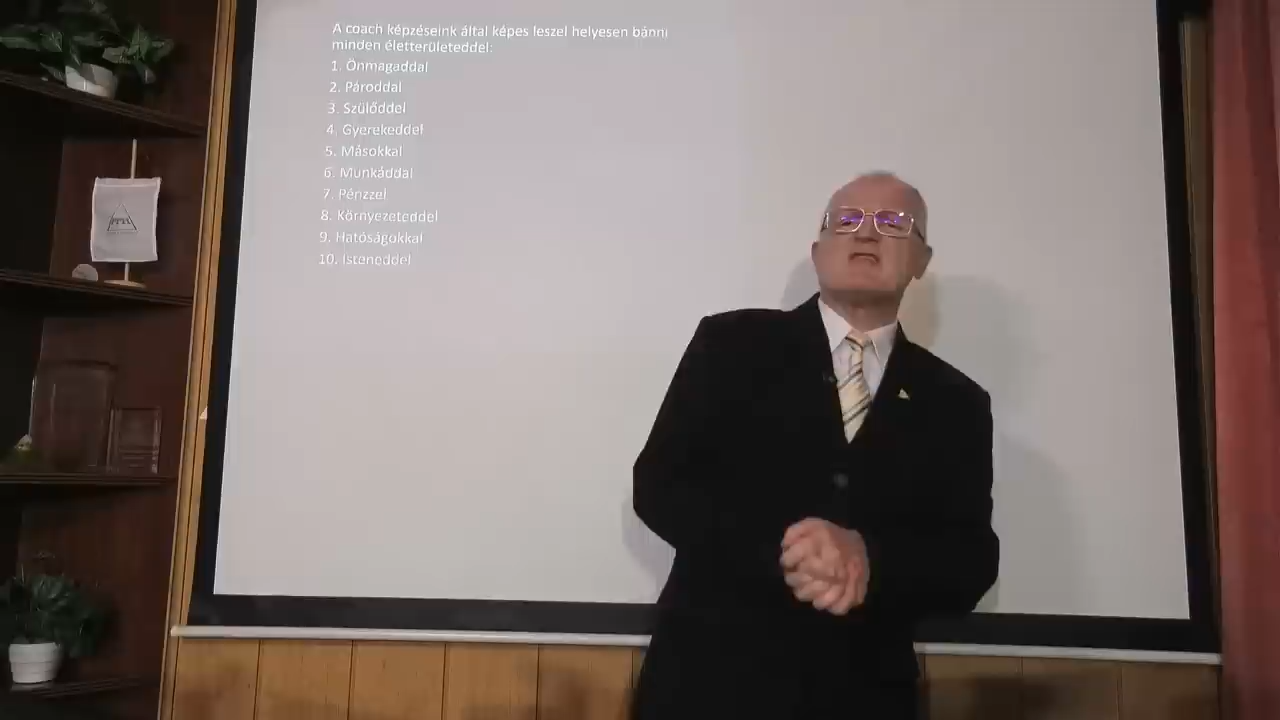 A coach képzéseink által képes leszel helyesen bánni
minden életterületeddel:
1. Önmagaddal
2. Pároddal
3. Szülőddel
4. Gyerekeddel
5. Másokkal
6. Munkáddal
7. Pénzzel
8. Környezeteddel
9. Hatóságokkal
10. Isteneddel